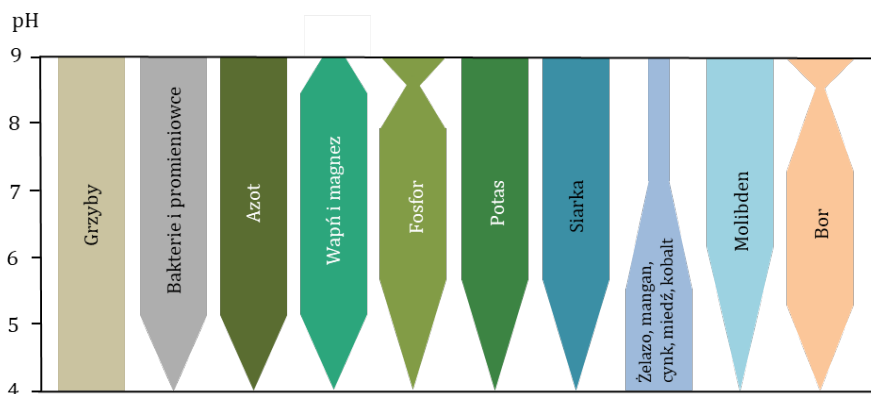 pH
9
8
7
6
5
4
Grzyby
Bakterie i promieniowce
Azot
Wapń i magnez
Fosfor
Potas
Siarka
Żelazo, mangan,
cynk, miedź, kobalt
Molibden
Bor